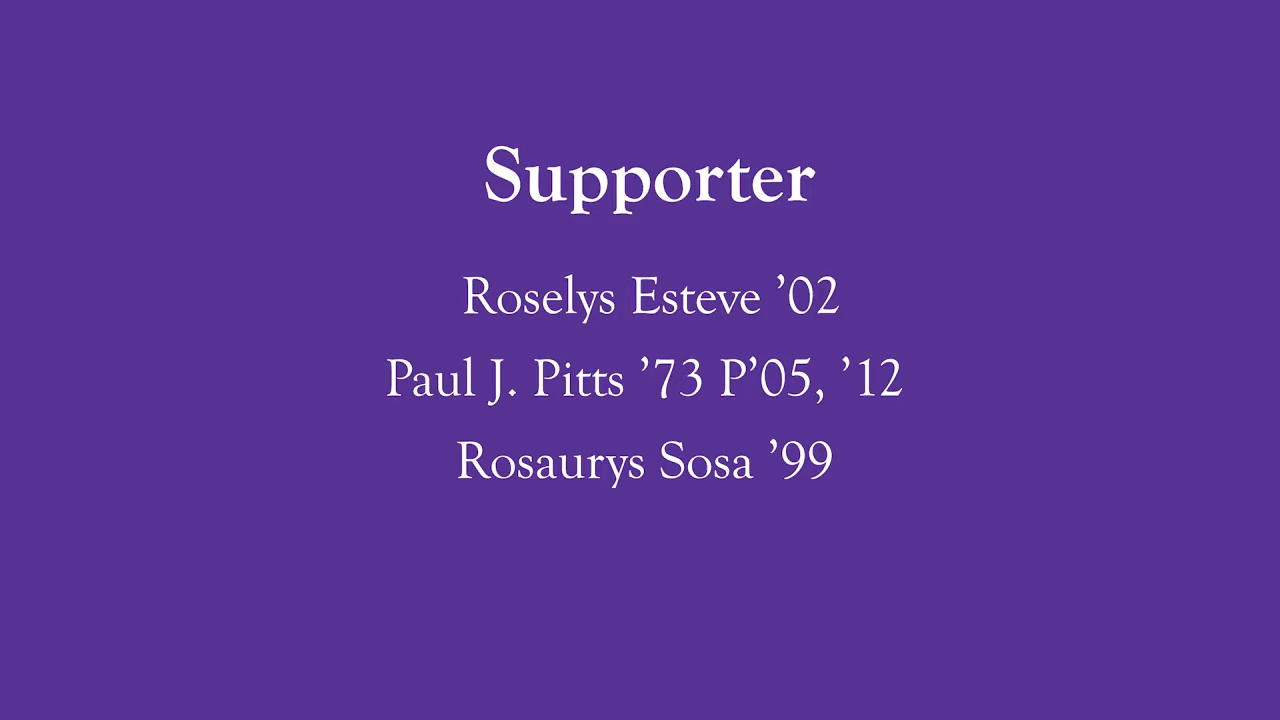 Supporter
Roselys Esteve ’02
Paul J. Pitts ’73 P’05, ’12
Rosaurys Sosa ’99